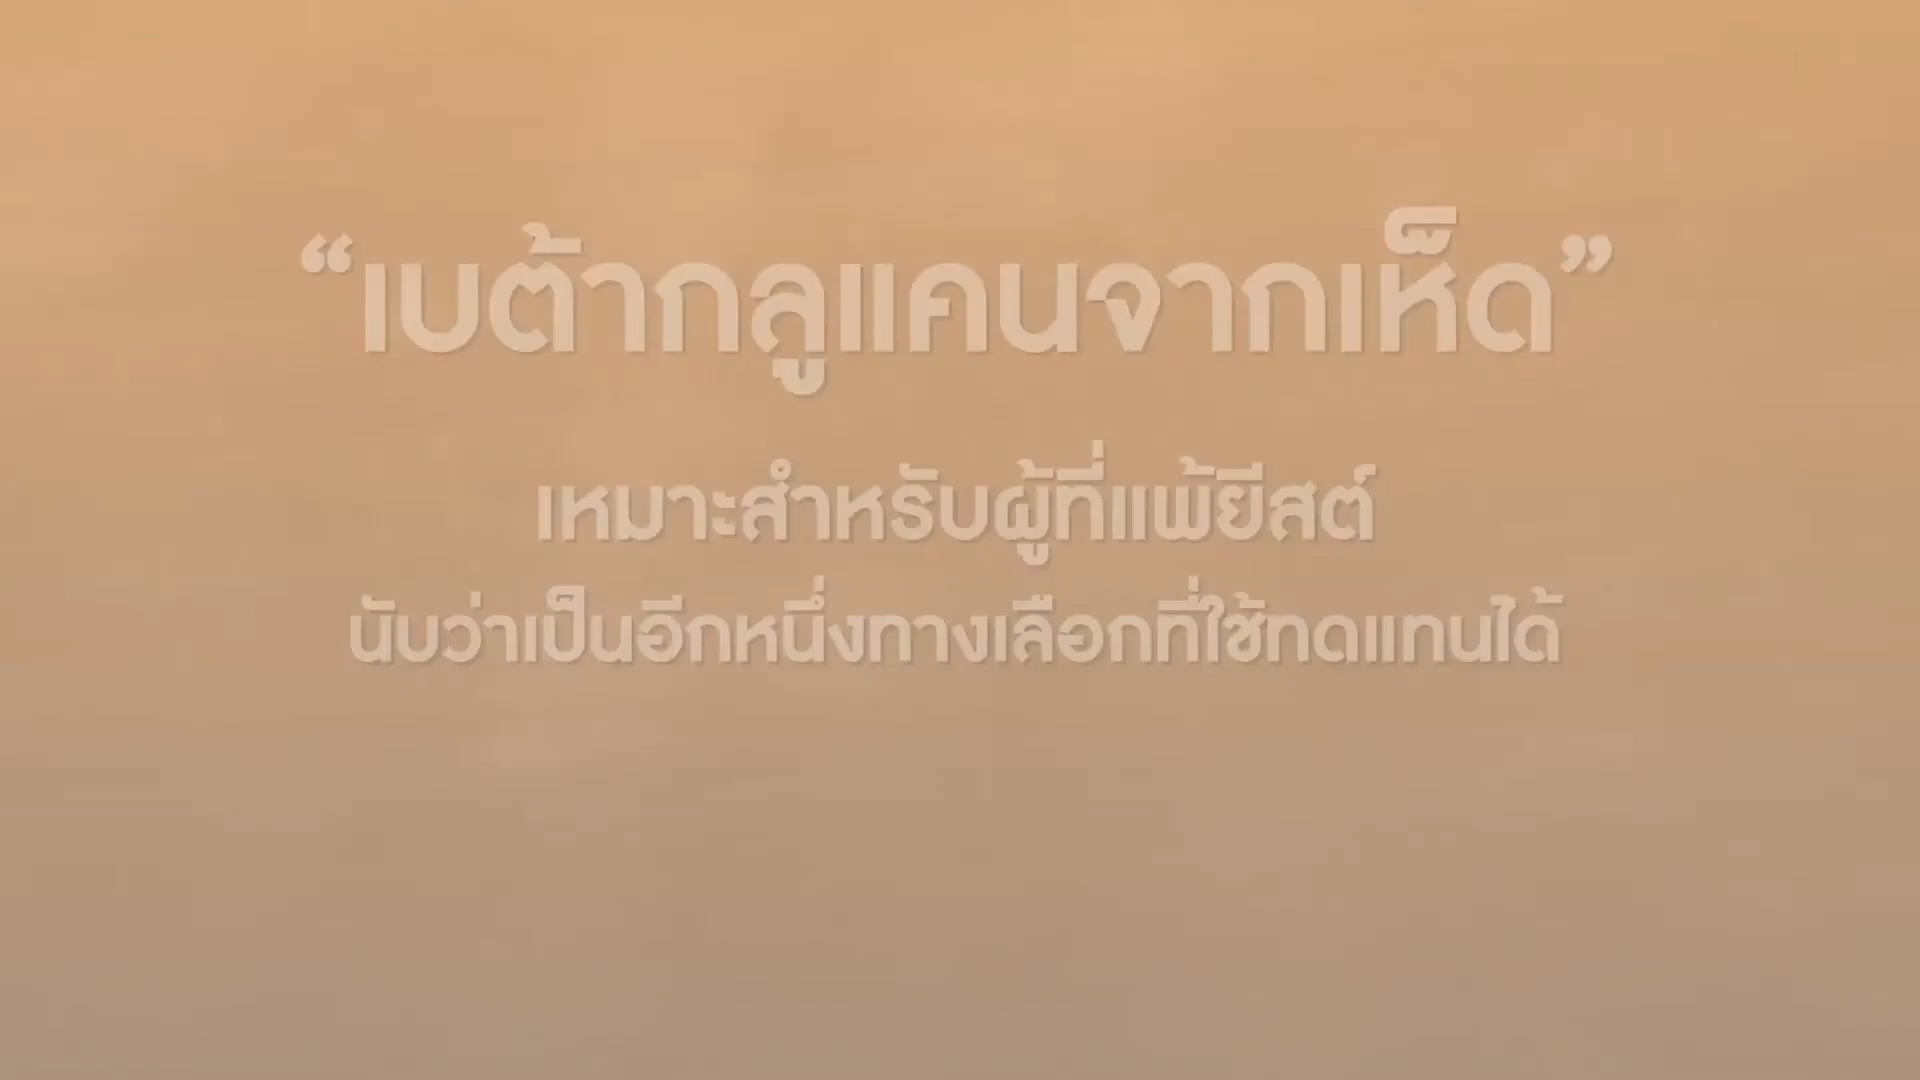 “เบต้ากลูแคนจากเห็ด”
เหมาะสำหรับผู้ที่แพ้ยีสต์
นับว่าเป็นอีกหนึ่งทางเลือกที่ใช้ทดแทนได้